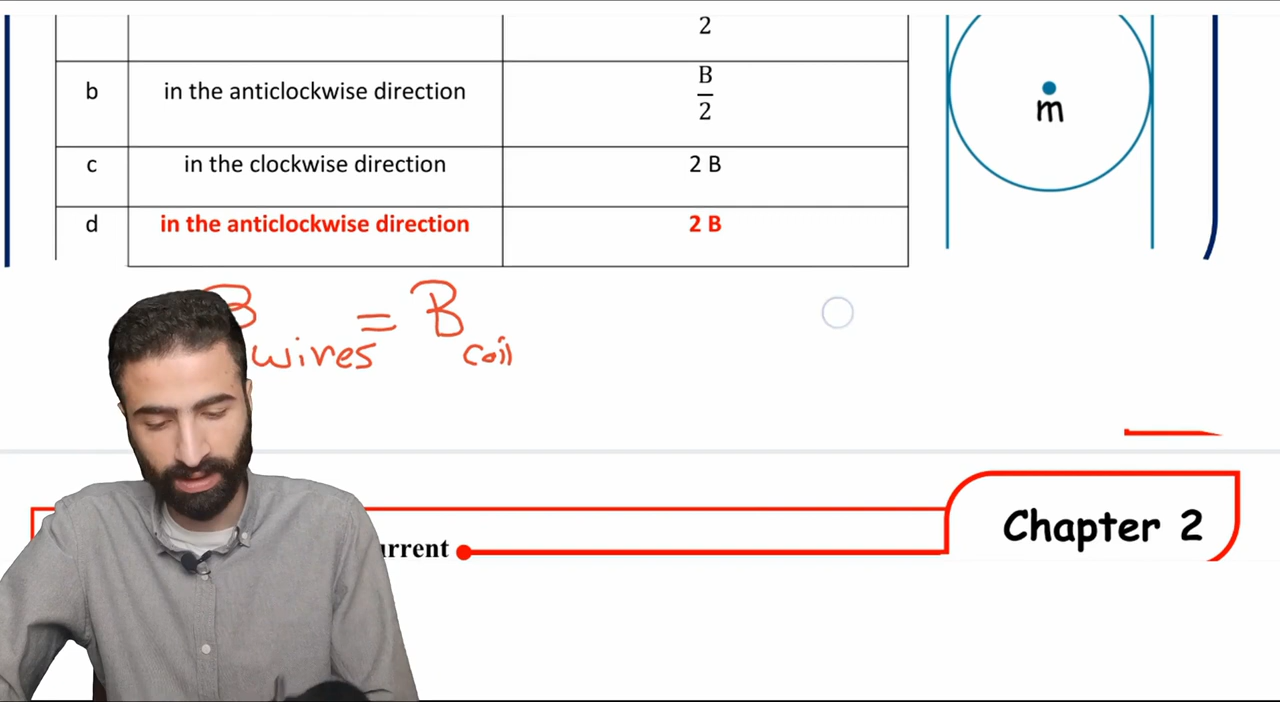 2
b in the anticlockwise direction B
2
m
c in the clockwise direction 2 B
d in the anticlockwise direction 2 B
B wires = B coil
Chapter 2